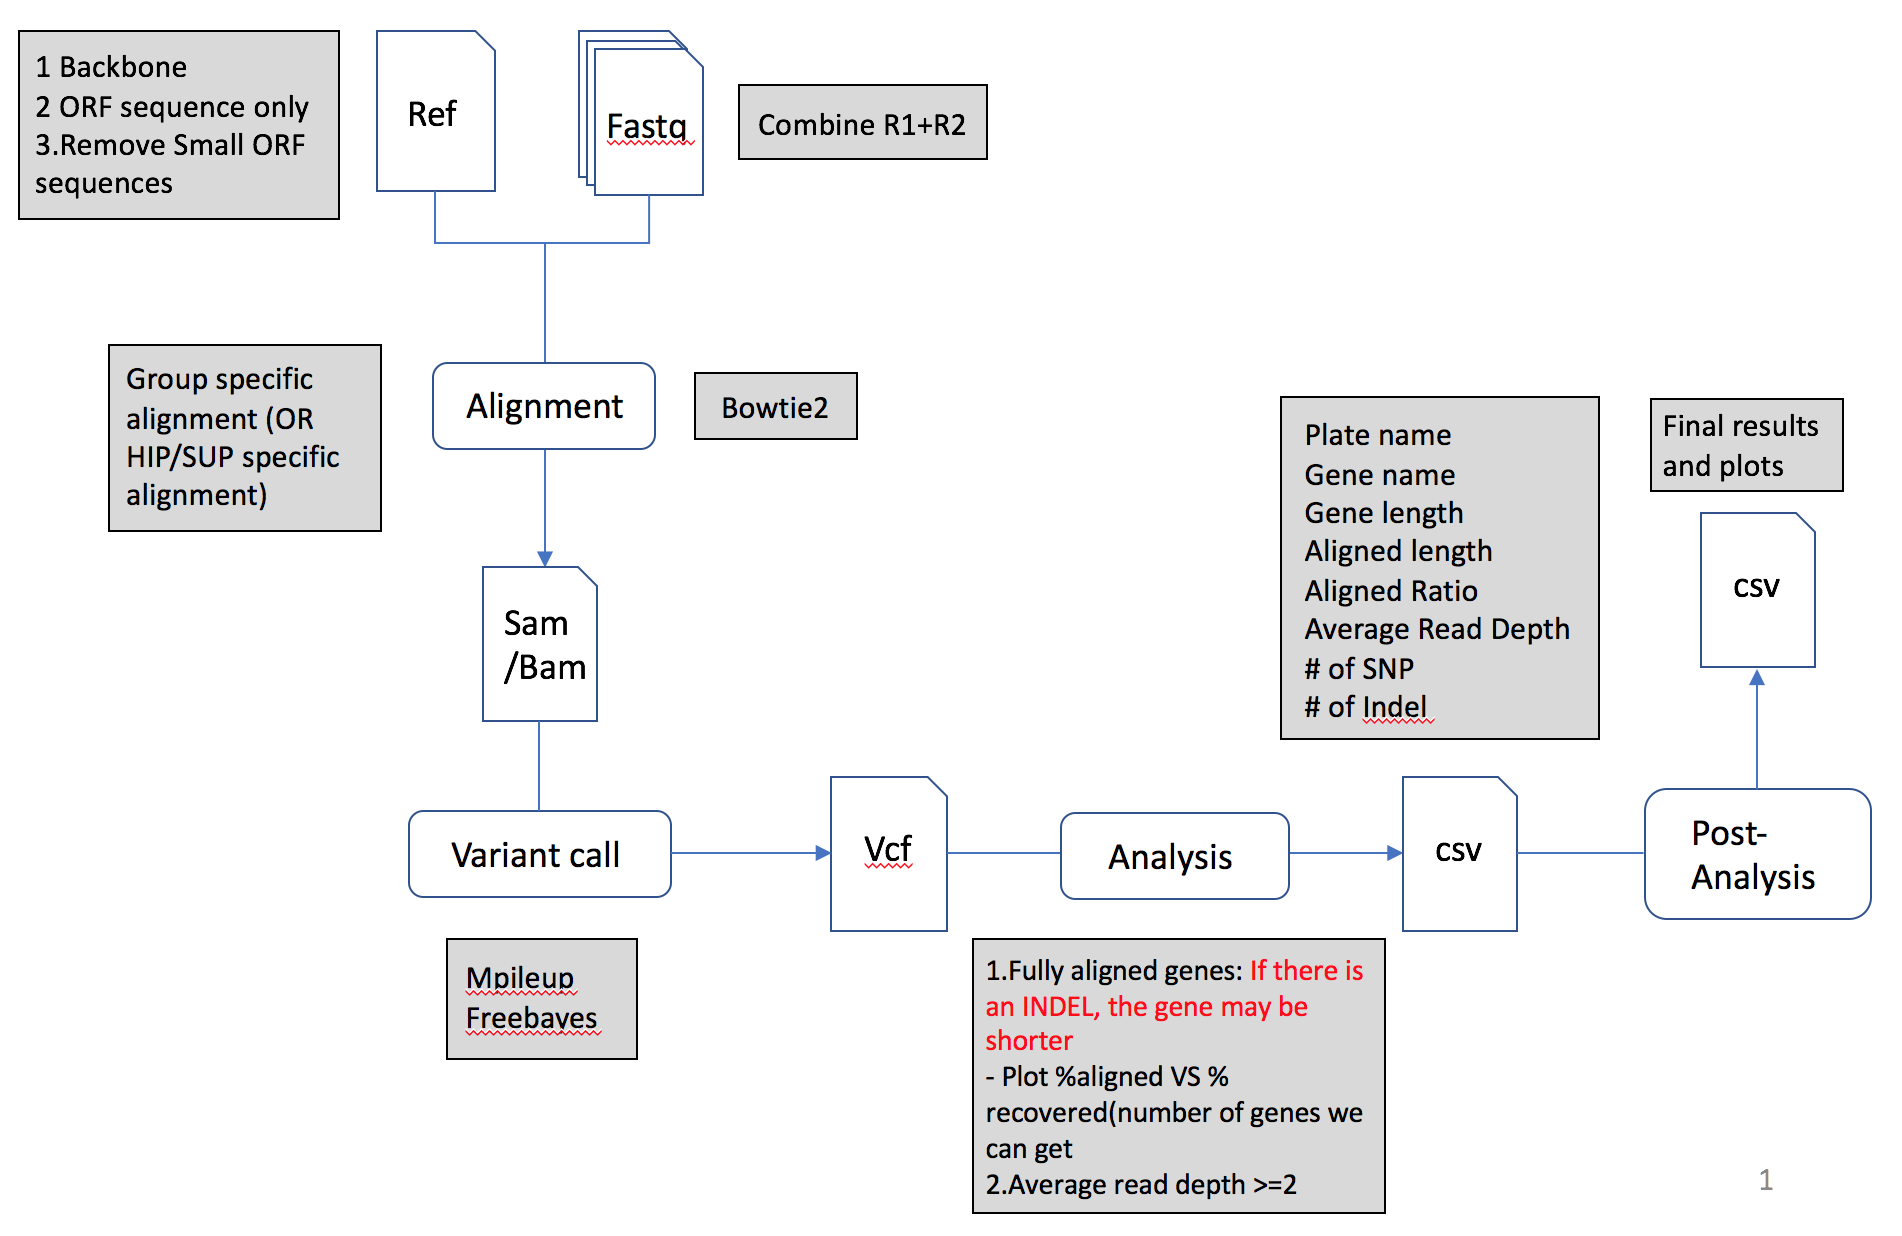 1 Backbone
2 ORF sequence only
3.Remove Small ORF
sequences
Ref
Fastq
Combine R1+R2
Group specific
alignment (OR
HIP/SUP specific
alignment)
Alignment
Bowtie2
Sam
/Bam
Plate name
Gene name
Gene length
Aligned length
Aligned Ratio
Average Read Depth
# of SNP
# of Indel
Final results
and plots
csv
Variant call
Vcf
Analysis
csv
Post-
Analysis
Mpileup
Freebayes
1.Fully aligned genes: If there is
an INDEL, the gene may be
shorter
- Plot %aligned VS %
recovered(number of genes we
can get
2.Average read depth >=2
1